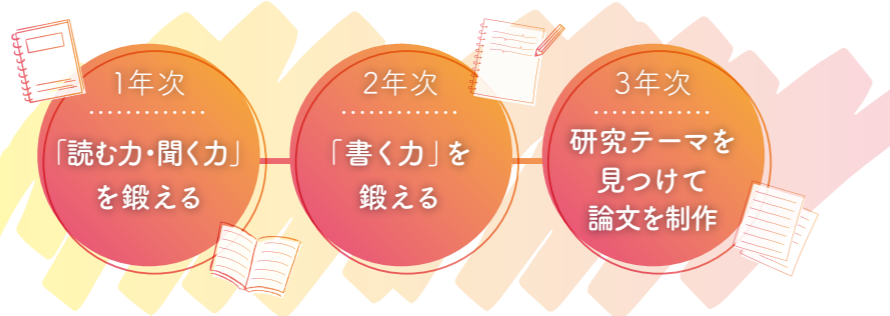 1年次
「読む力・聞く力」
を鍛える
2年次
「書く力」を
鍛える
3年次
研究テーマを
見つけて
論文を制作